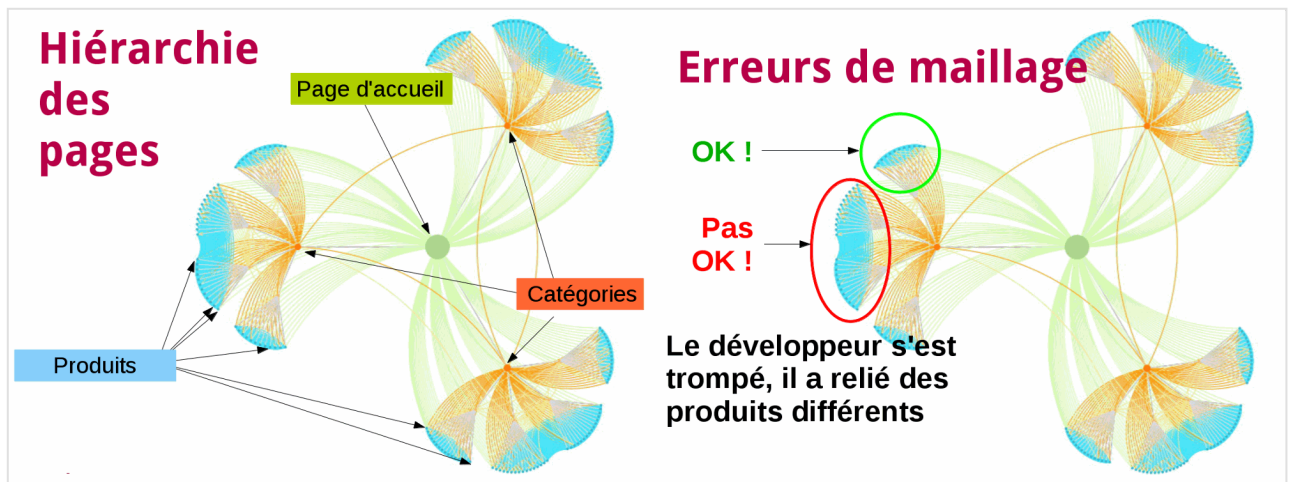 Hiérarchie
des
pages
Page d'accueil
Catégories
Produits
Erreurs de maillage
OK !
Pas
OK !
Le développeur s'est
trompé, il a relié des
produits différents